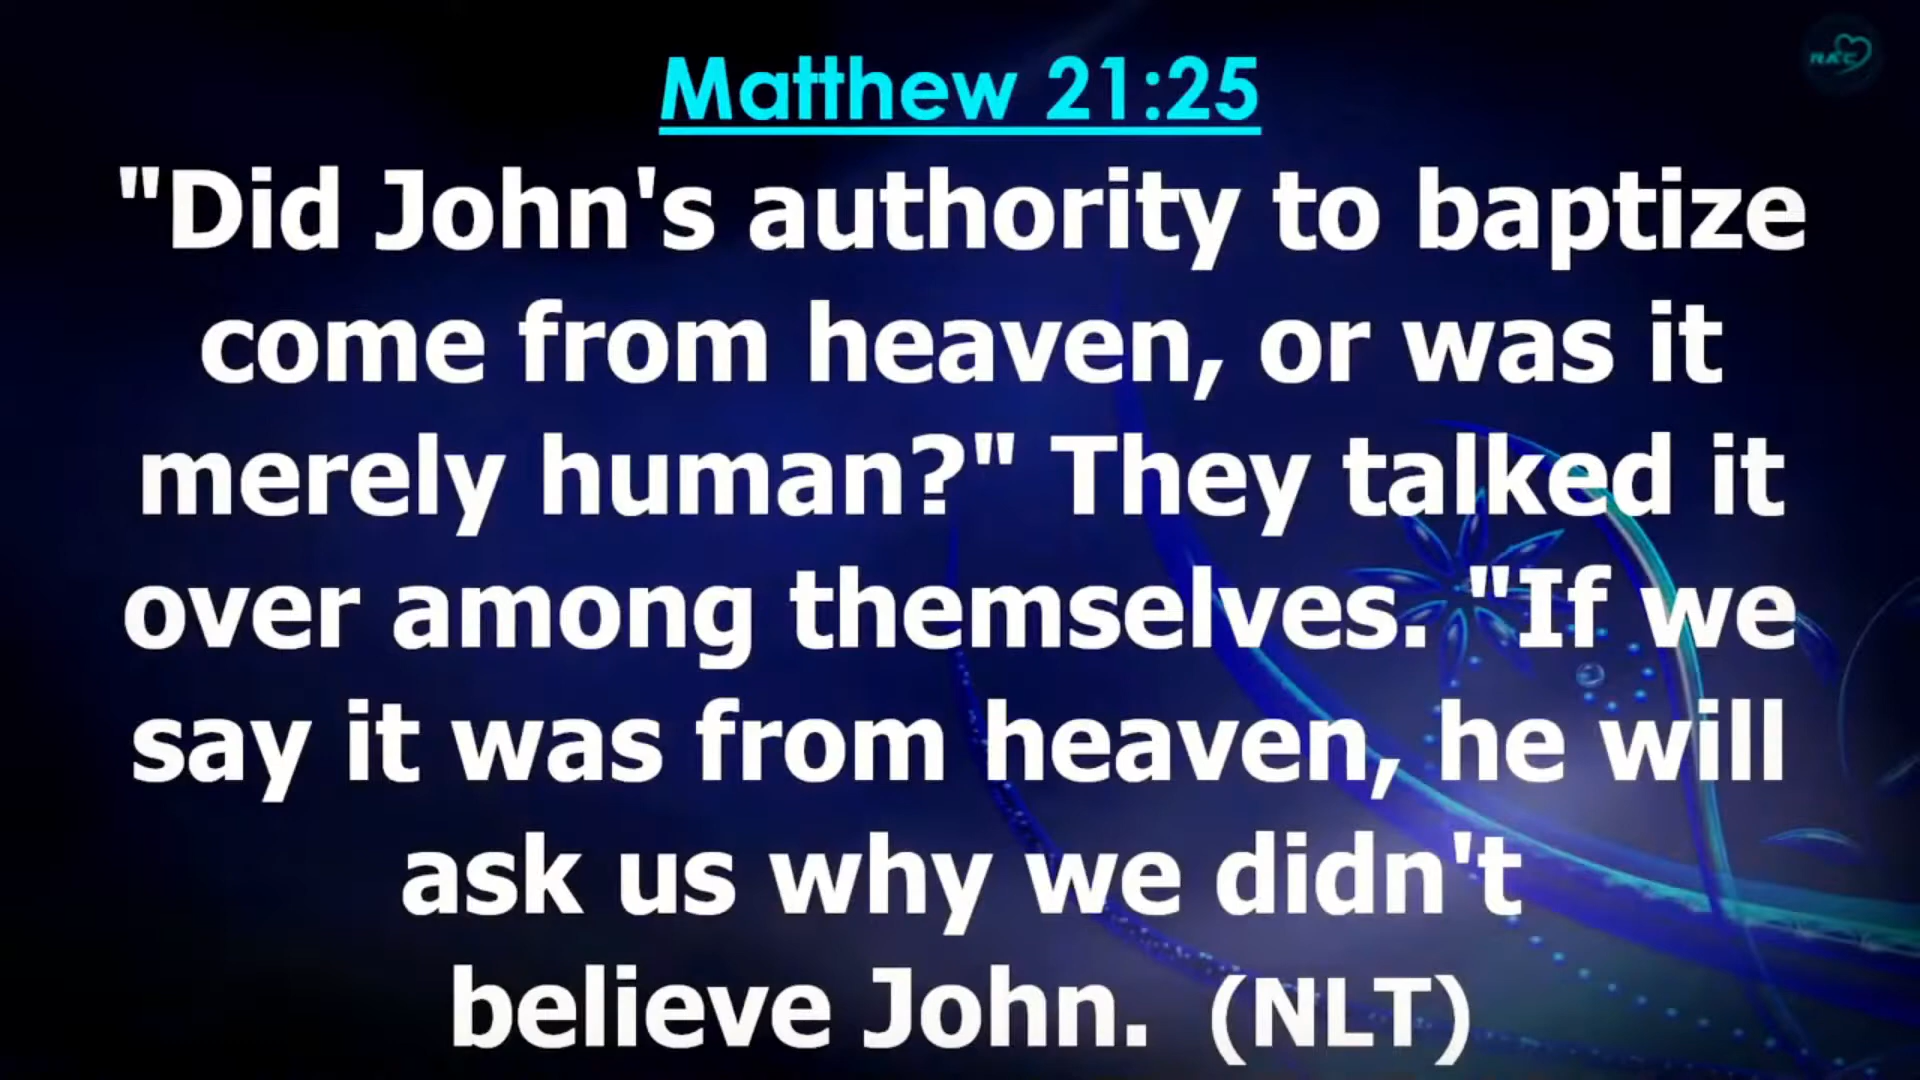 RAC
Matthew 21:25
"Did John's authority to baptize
come from heaven, or was it
merely human?" They talked it
over among themselves. "If we
say it was from heaven, he will
ask us why we didn't
believe John. (NLT)